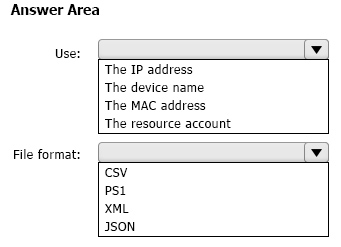 Answer Area
Use:
The IP address
The device name
The MAC address
The resource account
File format:
CSV
PS1
XML
JSON